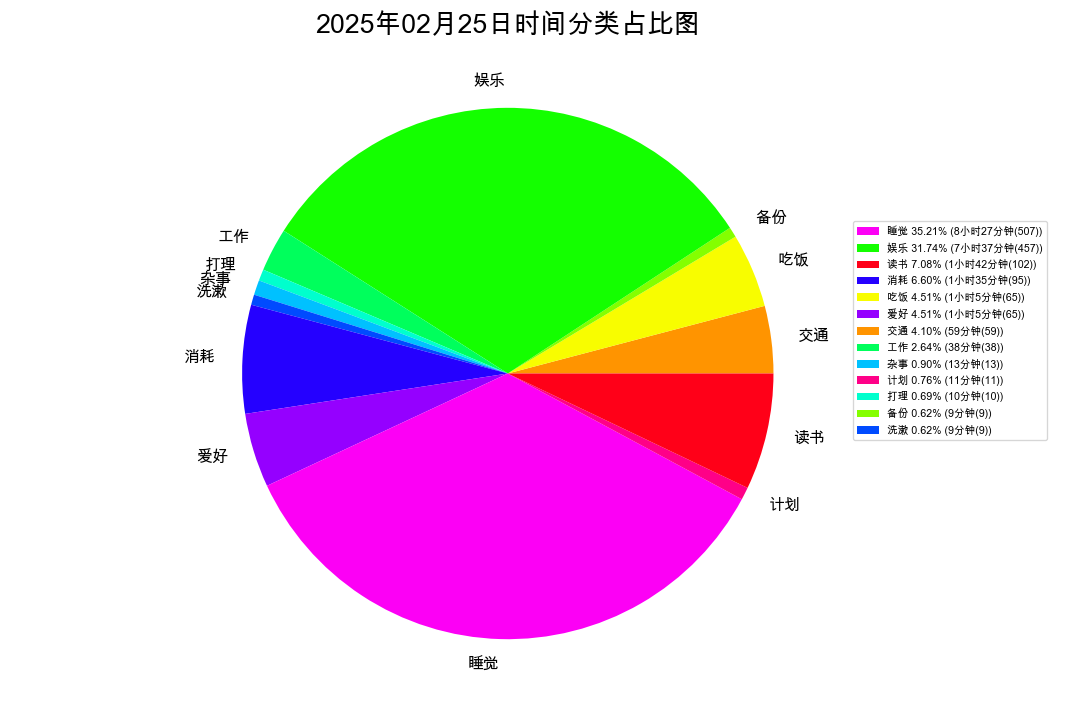 2025年02月25日时间分类占比图
娱乐
备份
吃饭
交通
工作
打理
杂事
洗漱
消耗
爱好
睡觉
读书
计划
睡觉 35.21% (8小时27分钟(507))
娱乐 31.74% (7小时37分钟(457))
读书 7.08% (1小时42分钟(102))
消耗 6.60% (1小时35分钟(95))
吃饭 4.51% (1小时5分钟(65))
爱好 4.51% (1小时5分钟(65))
交通 4.10% (59分钟(59))
工作 2.64% (38分钟(38))
杂事 0.90% (13分钟(13))
计划 0.76% (11分钟(11))
打理 0.69% (10分钟(10))
备份 0.62% (9分钟(9))
洗漱 0.62% (9分钟(9))